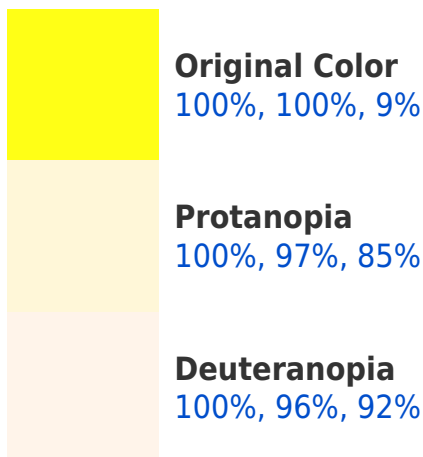 Original Color
100%, 100%, 9%
Protanopia
100%, 97%, 85%
Deuteranopia
100%, 96%, 92%